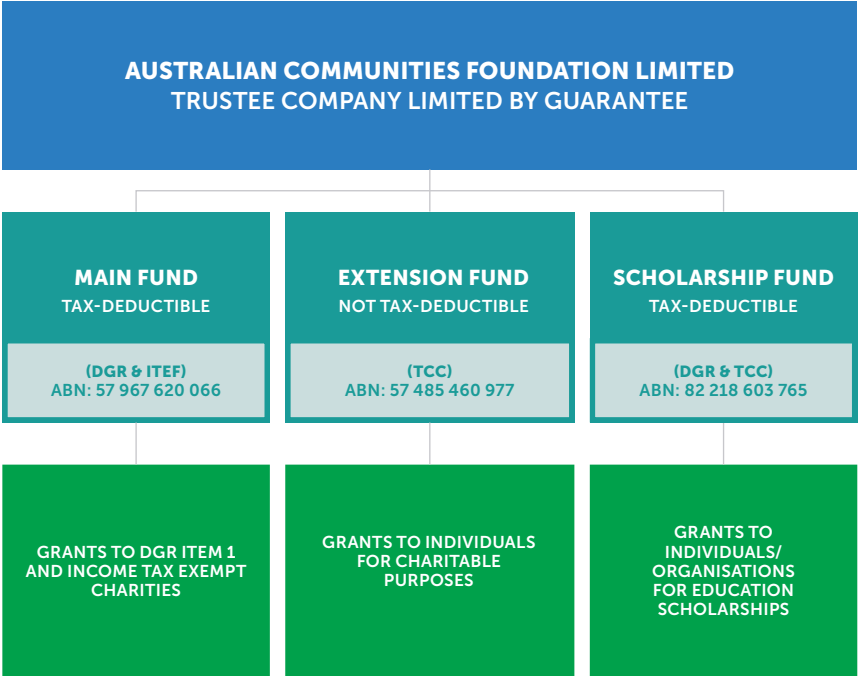 AUSTRALIAN COMMUNITIES FOUNDATION LIMITED
TRUSTEE COMPANY LIMITED BY GUARANTEE
MAIN FUND
TAX-DEDUCTIBLE
(DGR & ITEF)
ABN: 57 967 620 066
EXTENSION FUND
NOT TAX-DEDUCTIBLE
(TCC)
ABN: 57 485 460 977
SCHOLARSHIP FUND
TAX-DEDUCTIBLE
(DGR & TCC)
ABN: 82 218 603 765
GRANTS TO DGR ITEM 1
AND INCOME TAX EXEMPT
CHARITIES
GRANTS TO INDIVIDUALS
FOR CHARITABLE
PURPOSES
GRANTS TO
INDIVIDUALS/
ORGANISATIONS
FOR EDUCATION
SCHOLARSHIPS